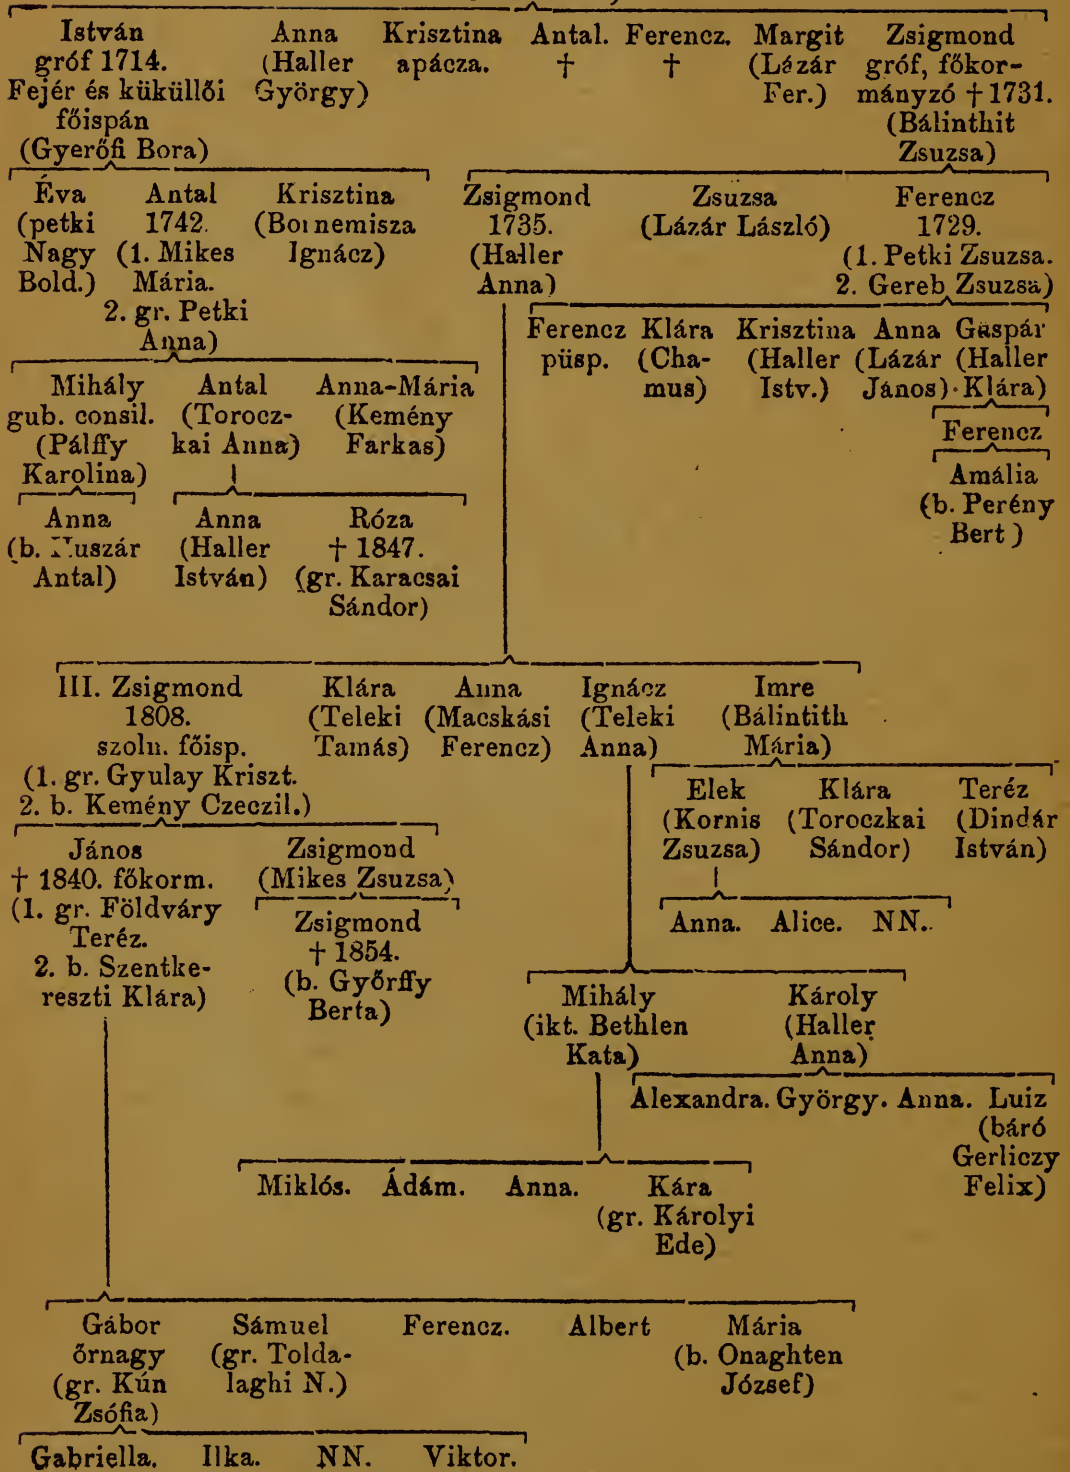 István Anna Krisztina Antal. Ferencz. Margit Zsigmond
gróf 1714. (Haller apácza. † † (Lázár gróf, főkor-
Fejér és küküllői György) Fer.) mányzó † 1731.
főispán (Bálinthit
(Gyerőfi Bora) Zsuzsa)
Éva Antal Krisztina Zsigmond Zsuzsa Ferencz
(petki 1742. (Bornemisza 1735. (Lázár László) 1729.
Nagy (1. Mikes Ignácz) (Haller (1. Petki Zsuzsa.
Bold.) Mária. Anna) 2. Gereb Zsuzsa)
2. gr. Petki
Anna)
Ferencz Klára Krisztina Anna Gáspár
püsp. (Cha- (Haller (Lázár (Haller
mus) Istv.) János) Klára)
Mihály Antal Anna-Mária
gub. consil. (Torocz- (Kemény
(Pálffy kai Anna) Farkas)
Karolina)
Ferencz
Amália
(b. Perény
Bert)
Anna Anna Róza
(b. Huszár (Haller † 1847.
Antal) István) (gr. Karacsai
Sándor)
III. Zsigmond Klára Anna Ignácz Imre
1808. (Teleki (Macskási (Teleki (Bálintith
szoln. főisp. Tamás) Ferencz) Anna) Mária)
(1. gr. Gyulay Kriszt.
2. b. Kemény Czeczil.)
Elek Klára Teréz
(Kornis (Toroczkai (Dindár
Zsuzsa) Sándor) István)
János Zsigmond
† 1840. főkorm. (Mikes Zsuzsa)
(1. gr. Földváry Zsigmond
Teréz. † 1854.
2. b. Szentke- (b. Győrffy
reszti Klára) Berta)
Anna. Alice. NN.
Mihály Károly
(ikt. Bethlen (Haller
Kata) Anna)
Alexandra. György. Anna. Luiz
(báró
Gerliczy
Felix)
Miklós. Ádám. Anna. Kára
(gr. Károlyi
Ede)
Gábor Sámuel Ferencz. Albert Mária
őrnagy (gr. Tolda- (b. Onaghten
(gr. Kún laghi N.) József)
Zsófia)
Gabriella. Ilka. NN. Viktor.